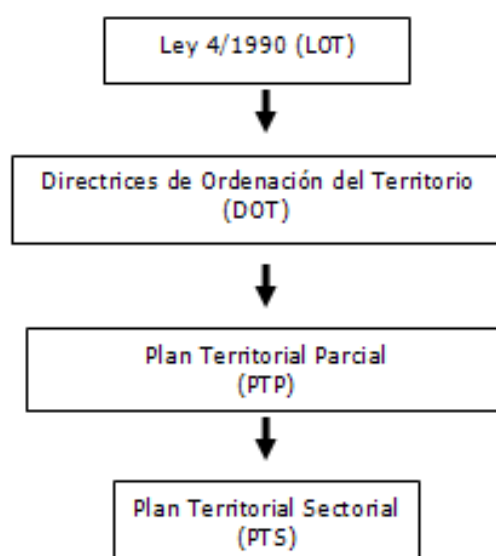 Ley 4/1990 (LOT)
Directrices de Ordenación del Territorio
(DOT)
Plan Territorial Parcial
(PTP)
Plan Territorial Sectorial
(PTS)